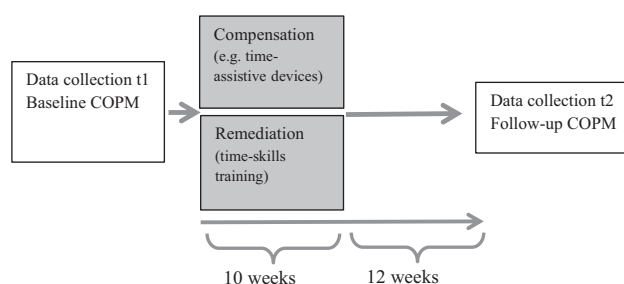 Data collection t1
Baseline COPM
Compensation
(e.g. time-
assistive devices)
Remediation
(time-skills
training)
Data collection t2
Follow-up COPM
10 weeks
12 weeks